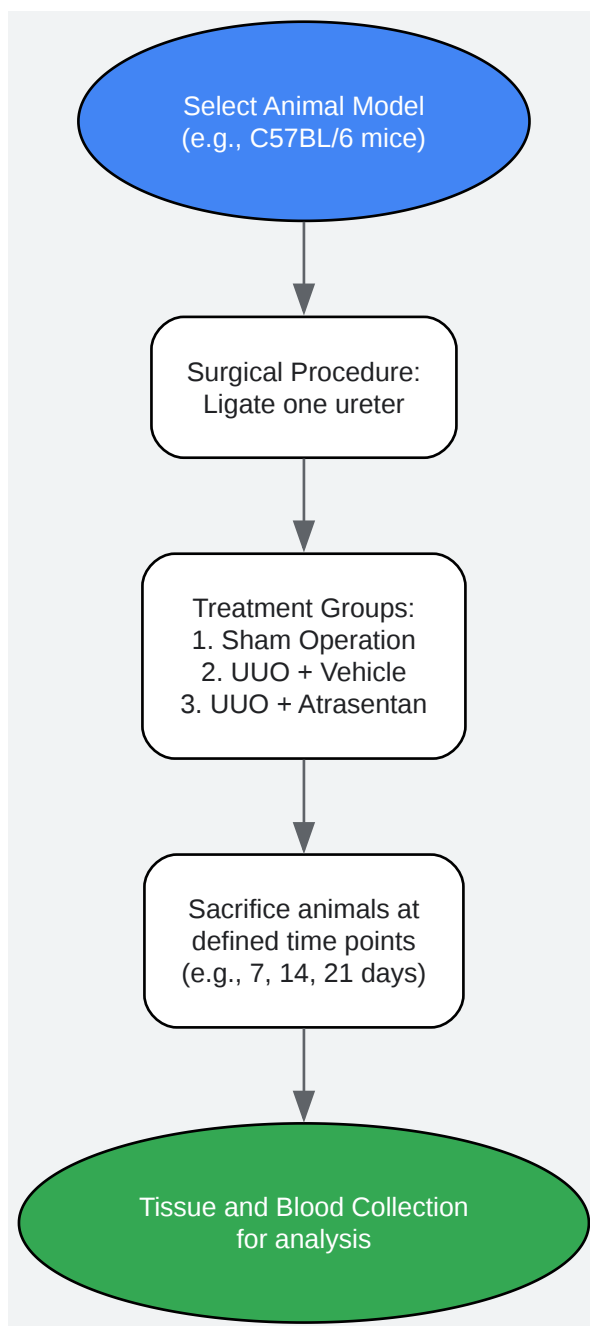 Select Animal Model
(e.g., C57BL/6 mice)
Surgical Procedure:
Ligate one ureter
Treatment Groups:
1. Sham Operation
2. UUO + Vehicle
3. UUO + Atrasentan
Sacrifice animals at
defined time points
(e.g., 7, 14, 21 days)
Tissue and Blood Collection
for analysis